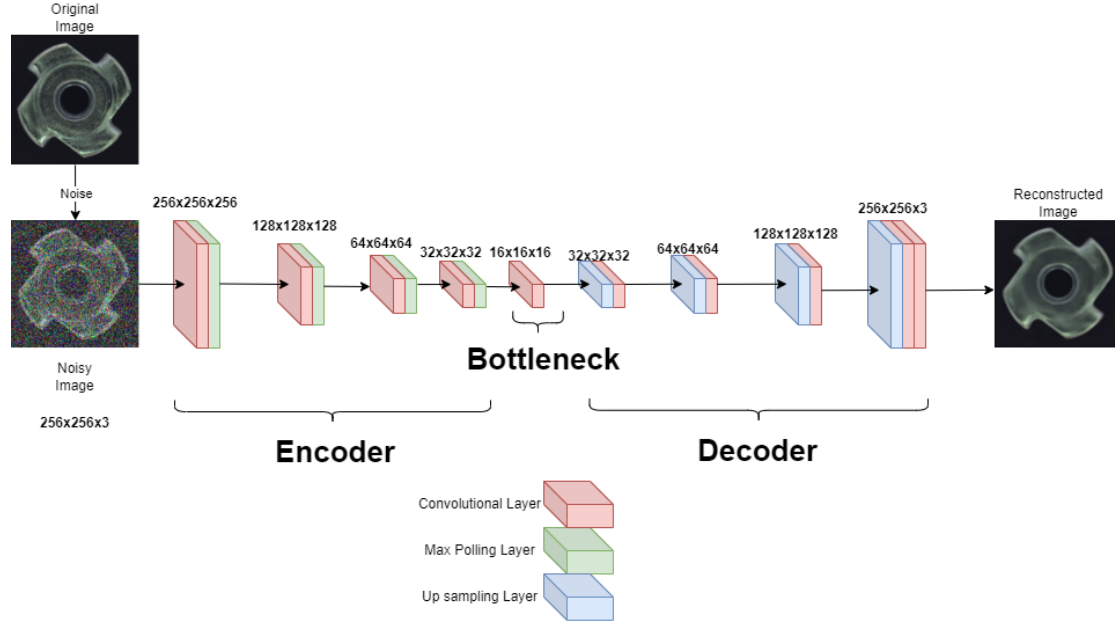 Original
Image
Noise
Noisy
Image
256x256x3
256x256x256
128x128x128
64x64x64
32x32x32
16x16x16
32x32x32
64x64x64
128x128x128
256x256x3
Reconstructed
Image
Bottleneck
Encoder
Decoder
Convolutional Layer
Max Polling Layer
Up sampling Layer